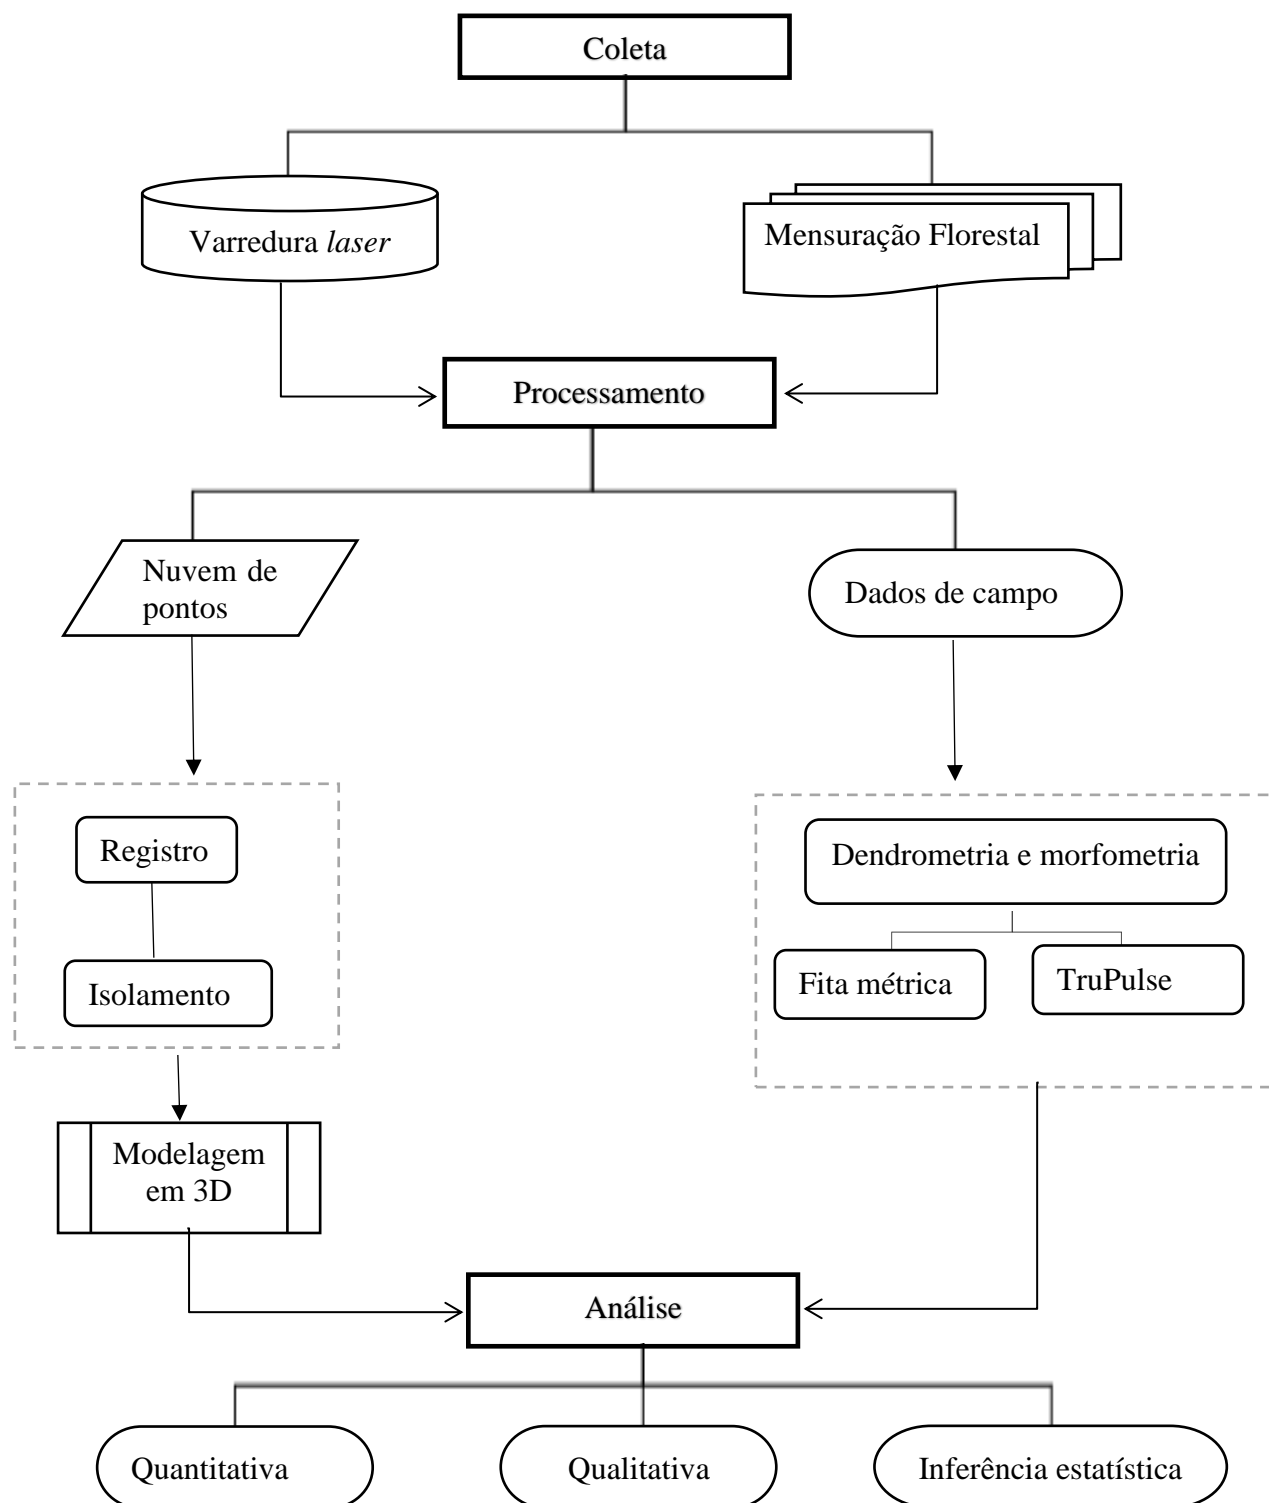 Coleta
Varredura laser
Mensuração Florestal
Processamento
Nuvem de
pontos
Dados de campo
Registro
Isolamento
Dendrometria e morfometria
Fita métrica
TruPulse
Modelagem
em 3D
Análise
Quantitativa
Qualitativa
Inferência estatística